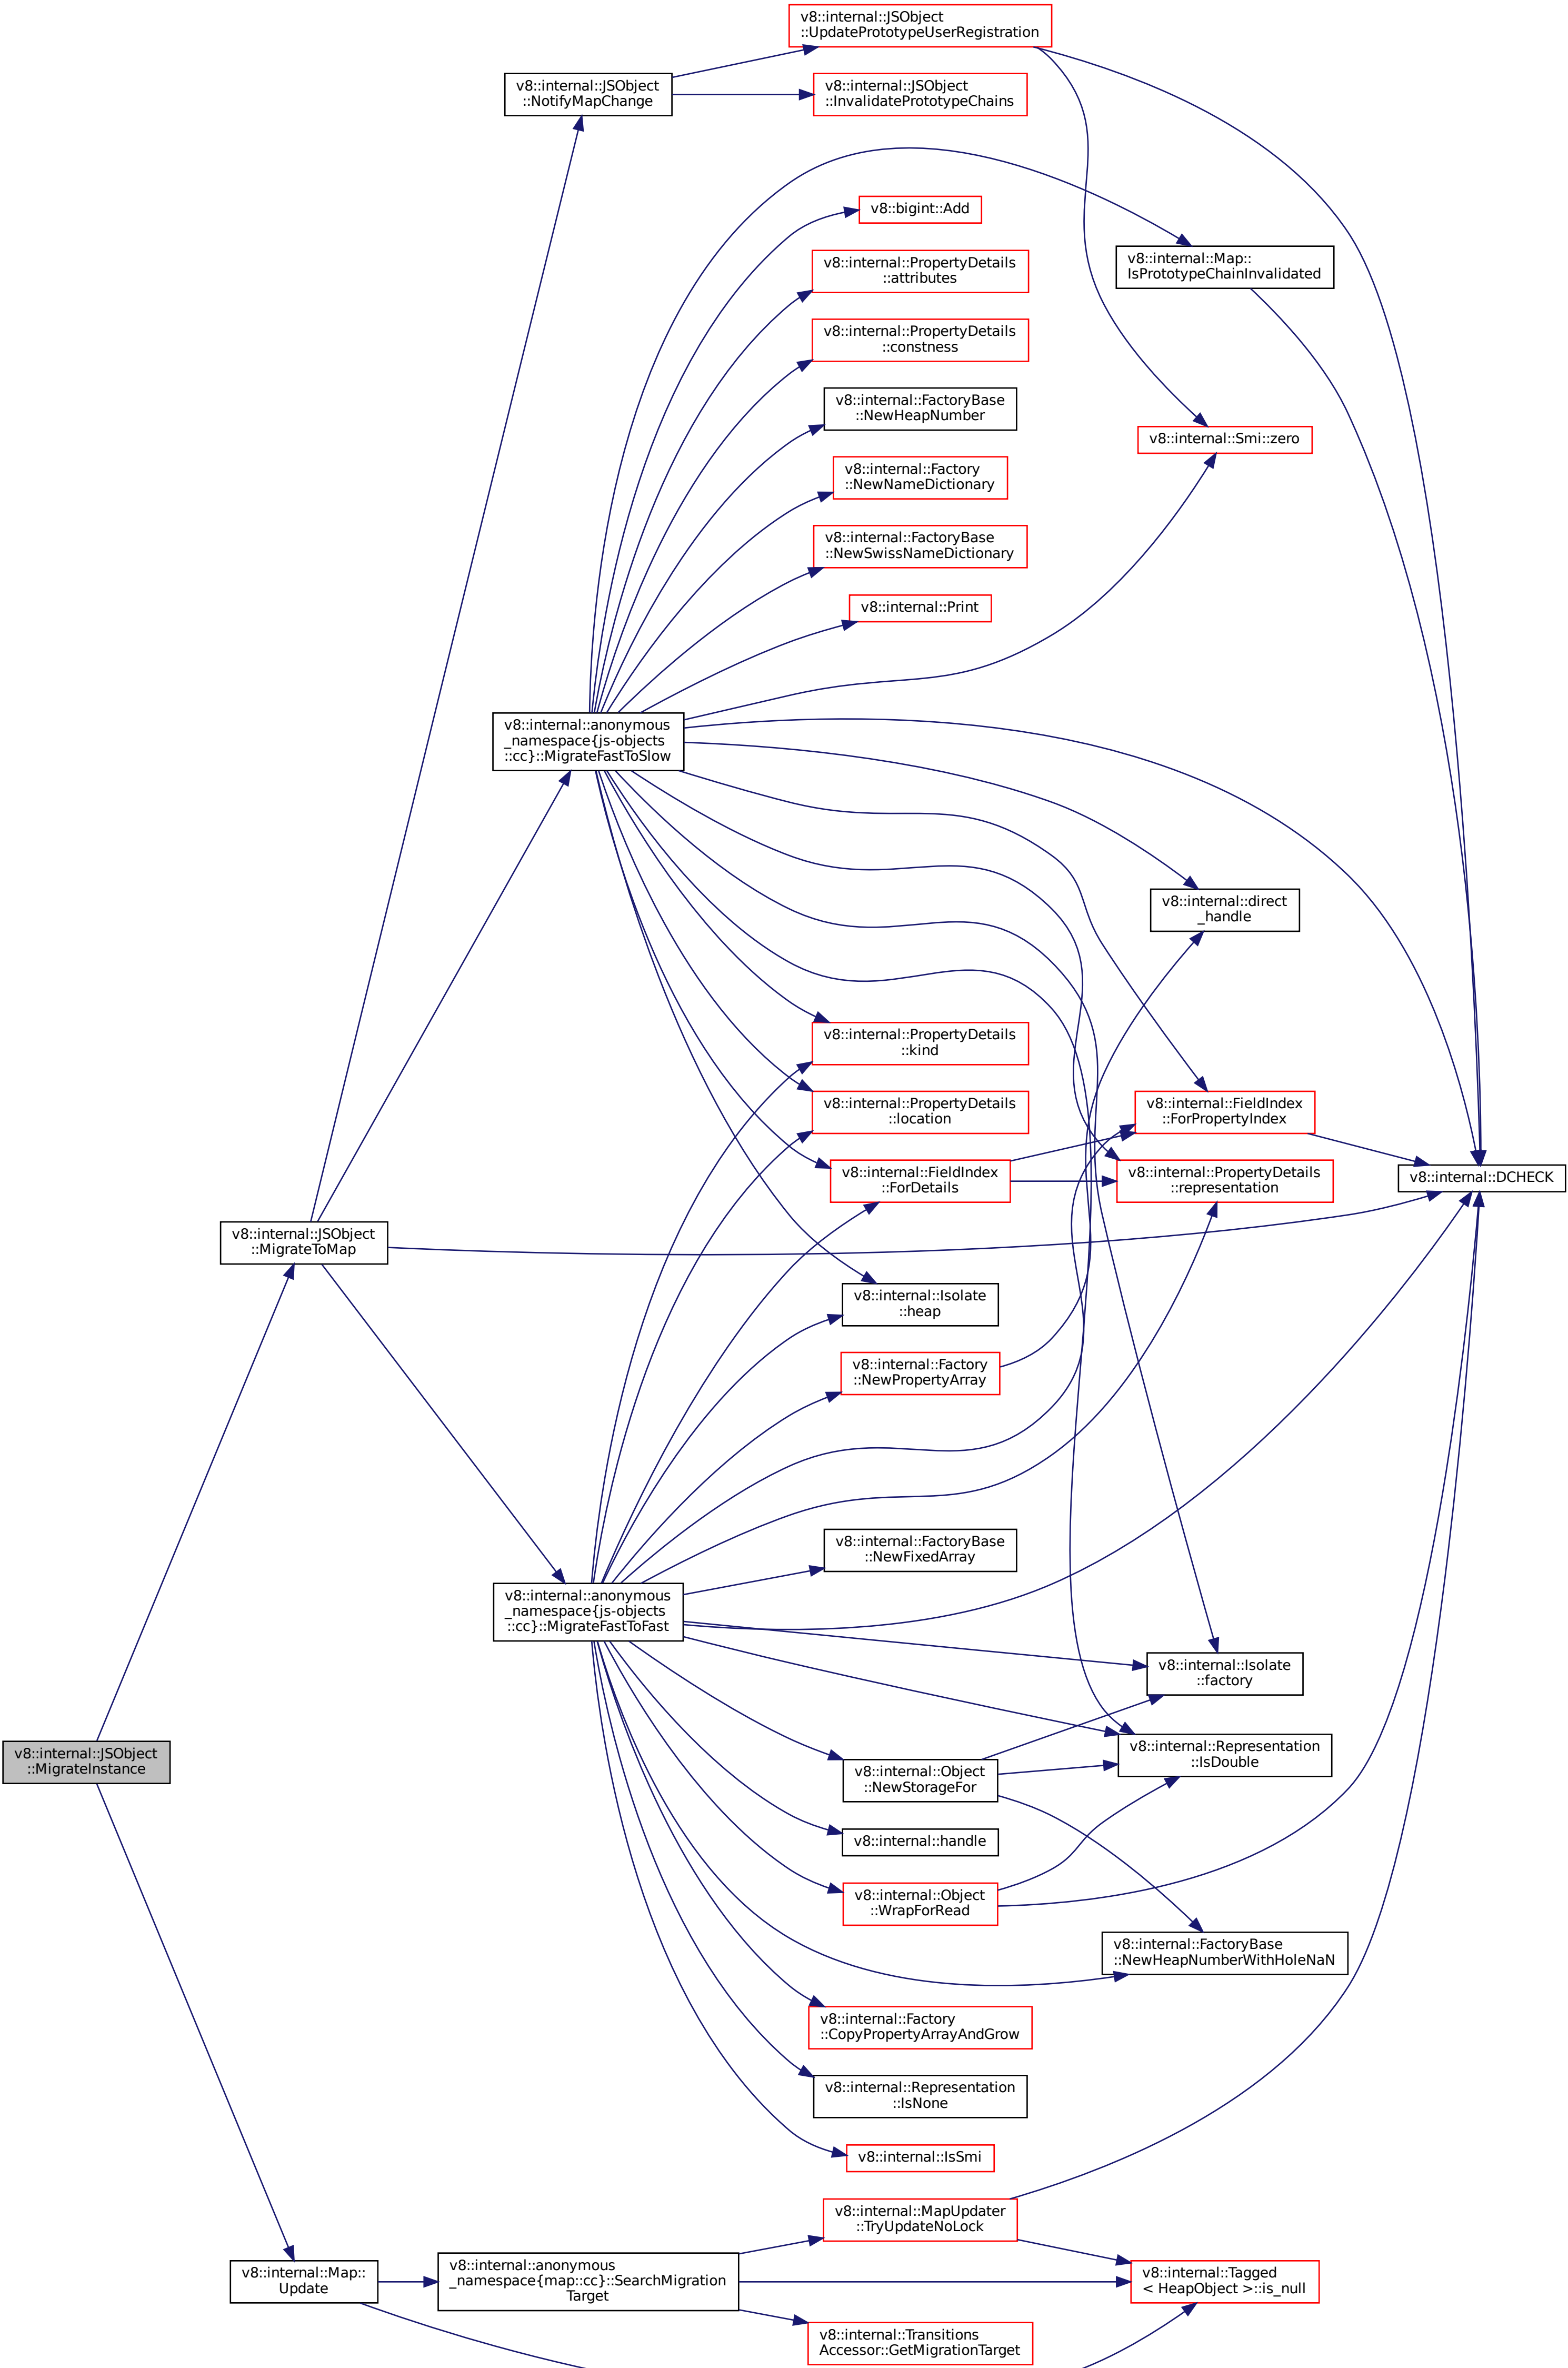 v8::internal::JSObject
::UpdatePrototypeUserRegistration
v8::internal::JSObject
::NotifyMapChange
v8::internal::JSObject
::InvalidatePrototypeChains
v8::bigint::Add
v8::internal::PropertyDetails
::attributes
v8::internal::Map::
IsPrototypeChainInvalidated
v8::internal::PropertyDetails
::constness
v8::internal::FactoryBase
::NewHeapNumber
v8::internal::Smi::zero
v8::internal::Factory
::NewNameDictionary
v8::internal::FactoryBase
::NewSwissNameDictionary
v8::internal::Print
v8::internal::anonymous
_namespace{js-objects
::cc}::MigrateFastToSlow
v8::internal::direct
_handle
v8::internal::PropertyDetails
::kind
v8::internal::PropertyDetails
::location
v8::internal::FieldIndex
::ForPropertyIndex
v8::internal::FieldIndex
::ForDetails
v8::internal::PropertyDetails
::representation
v8::internal::DCHECK
v8::internal::JSObject
::MigrateToMap
v8::internal::Isolate
::heap
v8::internal::Factory
::NewPropertyArray
v8::internal::FactoryBase
::NewFixedArray
v8::internal::anonymous
_namespace{js-objects
::cc}::MigrateFastToFast
v8::internal::Isolate
::factory
v8::internal::JSObject
::MigrateInstance
v8::internal::Representation
::IsDouble
v8::internal::Object
::NewStorageFor
v8::internal::handle
v8::internal::Object
::WrapForRead
v8::internal::FactoryBase
::NewHeapNumberWithHoleNaN
v8::internal::Factory
::CopyPropertyArrayAndGrow
v8::internal::Representation
::IsNone
v8::internal::IsSmi
v8::internal::MapUpdater
::TryUpdateNoLock
v8::internal::Map::
Update
v8::internal::anonymous
_namespace{map::cc}::SearchMigration
Target
v8::internal::Tagged
< HeapObject >::is_null
v8::internal::Transitions
Accessor::GetMigrationTarget